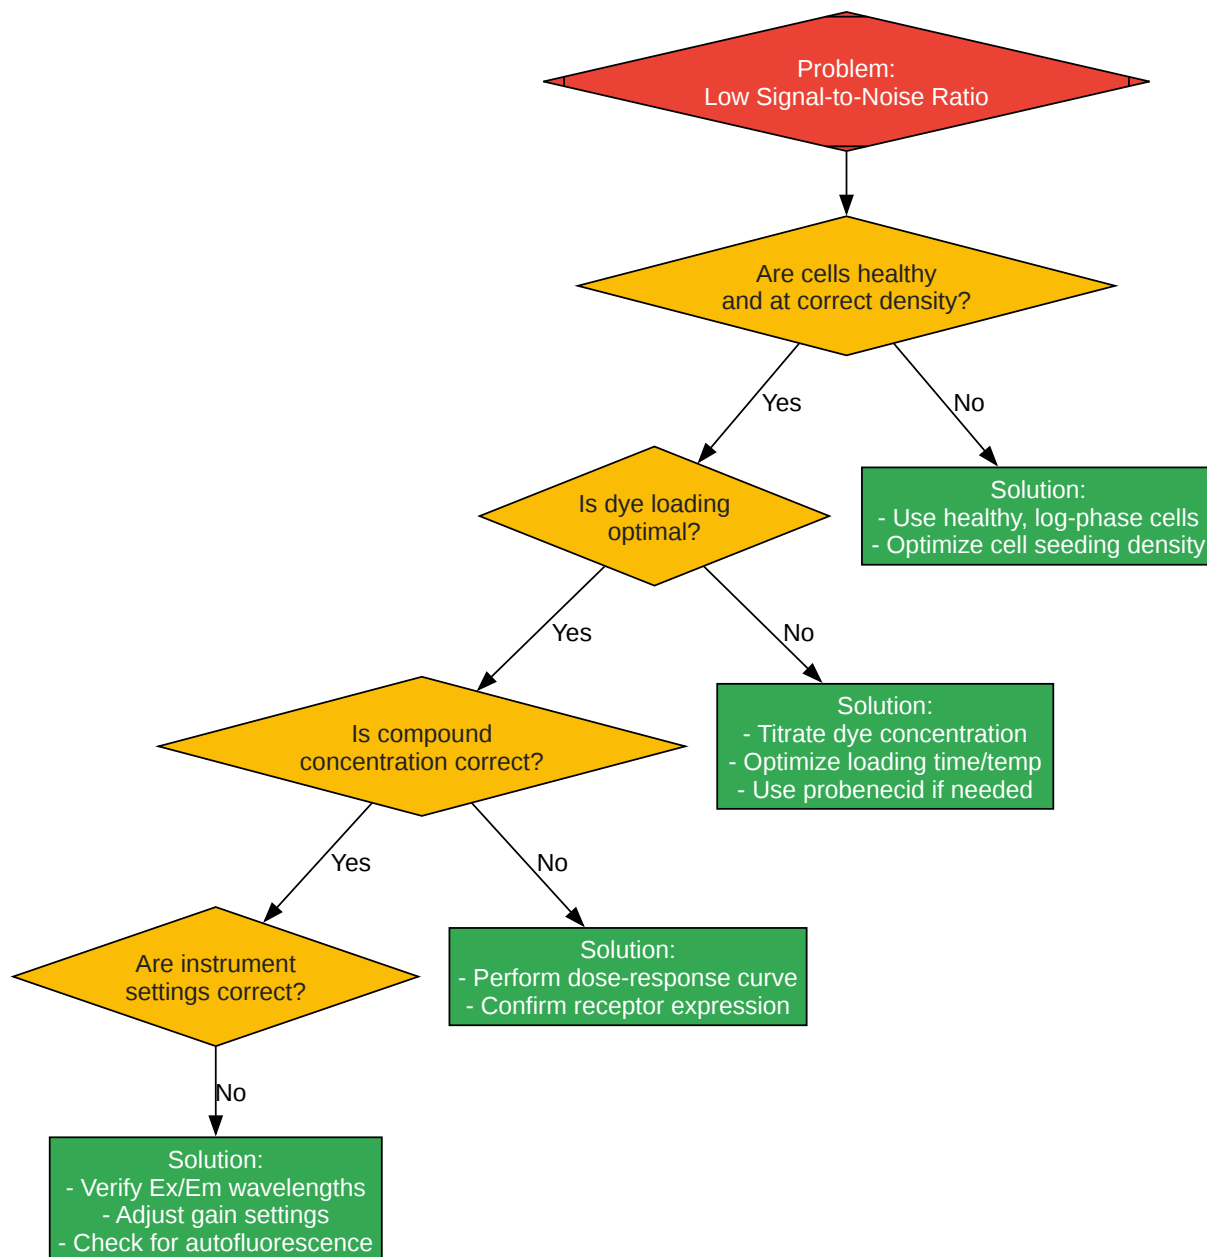 Problem:
Low Signal-to-Noise Ratio
Are cells healthy
and at correct density?
Yes
No
Is dye loading
optimal?
Solution:
- Use healthy, log-phase cells
- Optimize cell seeding density
Yes
No
Is compound
concentration correct?
Solution:
- Titrate dye concentration
- Optimize loading time/temp
- Use probenecid if needed
Yes
No
Are instrument
settings correct?
Solution:
- Perform dose-response curve
- Confirm receptor expression
No
Solution:
- Verify Ex/Em wavelengths
- Adjust gain settings
- Check for autofluorescence